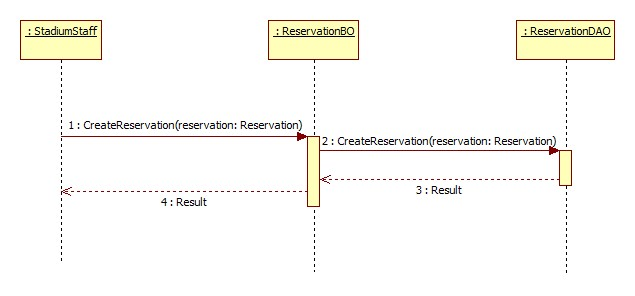 : StadiumStaff
: ReservationBO
: ReservationDAO
1 : CreateReservation(reservation: Reservation)
2 : CreateReservation(reservation: Reservation)
3 : Result
4 : Result